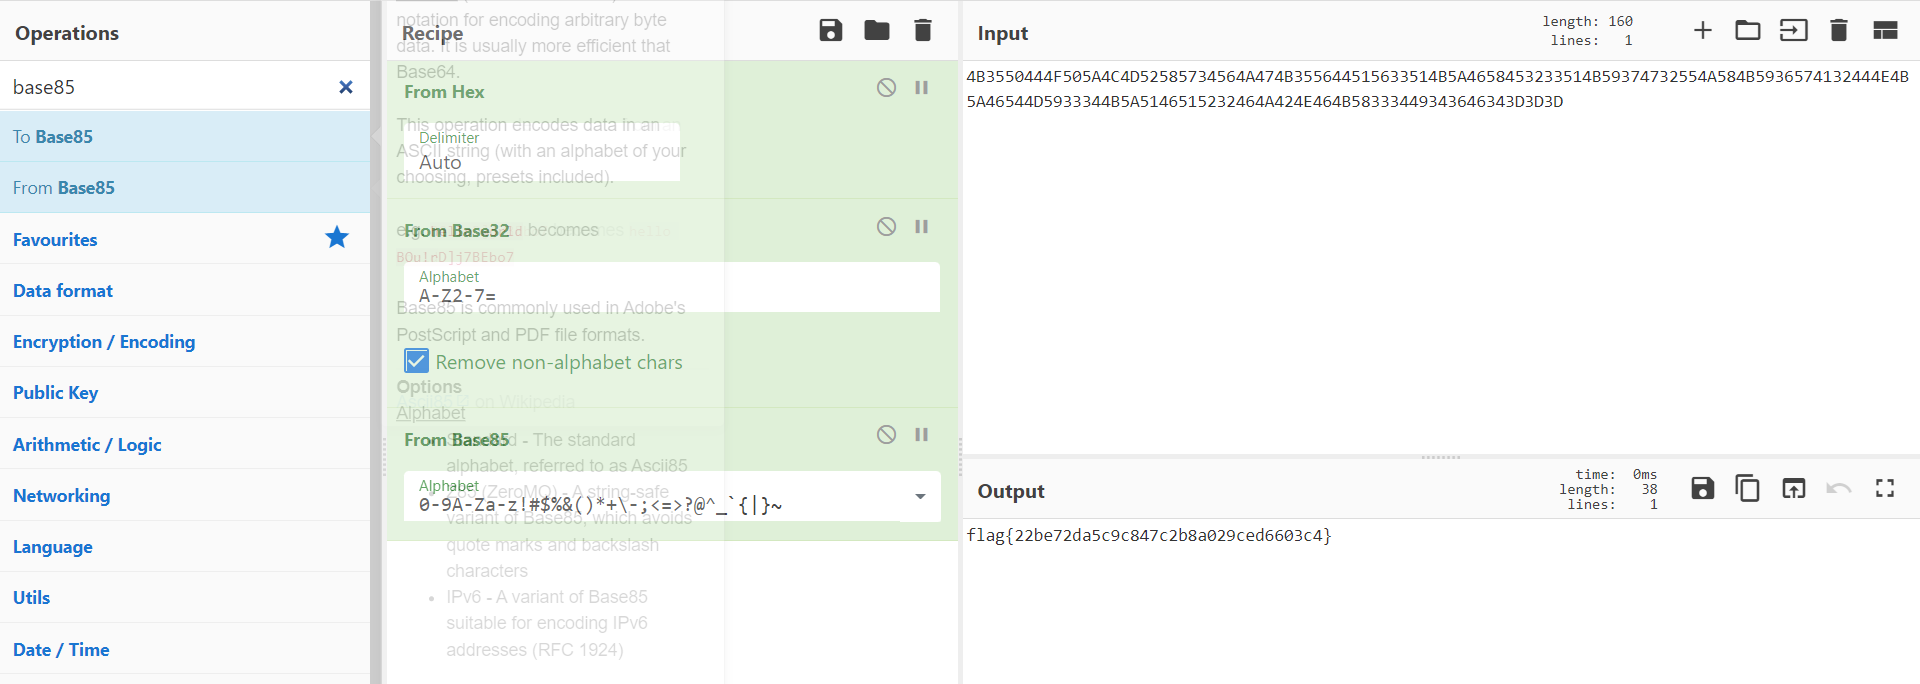 Operations
base85
To Base85
From Base85
Favourites
Data format
Encryption / Encoding
Public Key
Arithmetic / Logic
Networking
Language
Utils
Date / Time
notation for encoding arbitrary byte
Recipe
data. It is usually more efficient that
Base64.
From Hex
This operation encodes data in an
Delimiter
ASCII string (with an alphabet of your
Auto
choosing, presets included).
From Base32
becomes
BOu!rD]j7BEbo7
Alphabet
A-Z2-7=
Base85 is commonly used in Adobe's
PostScript and PDF file formats.
Remove non-alphabet chars
Options
Ascii85 on Wikipedia
Alphabet
From Base85
- The standard
alphabet, referred to as Ascii85
Alphabet
(ZeroMQ) - A string-safe
0-9A-Za-z!#$%&()*+\-;<=>?@^_`{|}~
variant of Base85, which avoids
quote marks and backslash
characters
• IPv6 - A variant of Base85
suitable for encoding IPv6
addresses (RFC 1924)
Input
length: 160
lines: 1
4B3550444F505A4C4D52585734564A474B355644515633514B5A4658453233514B59374732554A584B5936574132444E4B
5A46544D5933344B5A5146515232464A424E464B58333449343646343D3D3D
Output
time: 0ms
length: 38
lines: 1
flag{22be72da5c9c847c2b8a029ced6603c4}